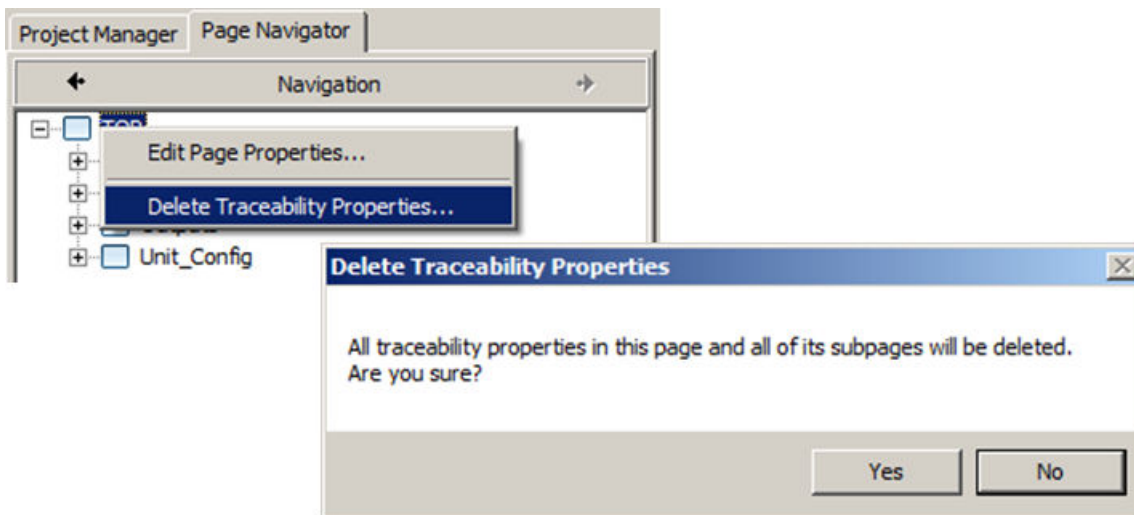 Project Manager Page Navigator
Navigation
TOP
Edit Page Properties...
Delete Traceability Properties...
Unit_Config
Delete Traceability Properties
All traceability properties in this page and all of its subpages will be deleted.
Are you sure?
Yes No